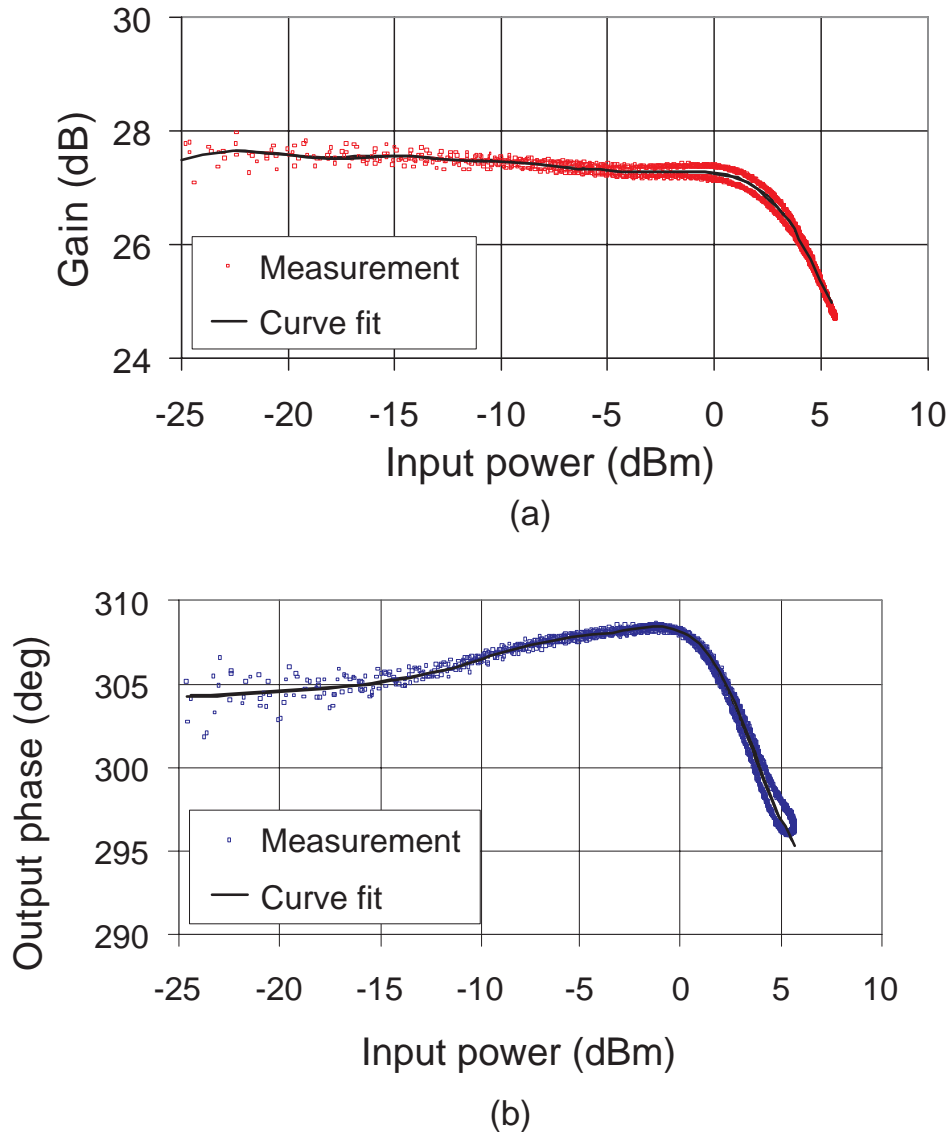 30
28
26
24
Gain (dB)
Measurement
Curve fit
-25 -20 -15 -10 -5 0 5 10
Input power (dBm)
(a)
310
305
300
295
290
Output phase (deg)
Measurement
Curve fit
-25 -20 -15 -10 -5 0 5 10
Input power (dBm)
(b)